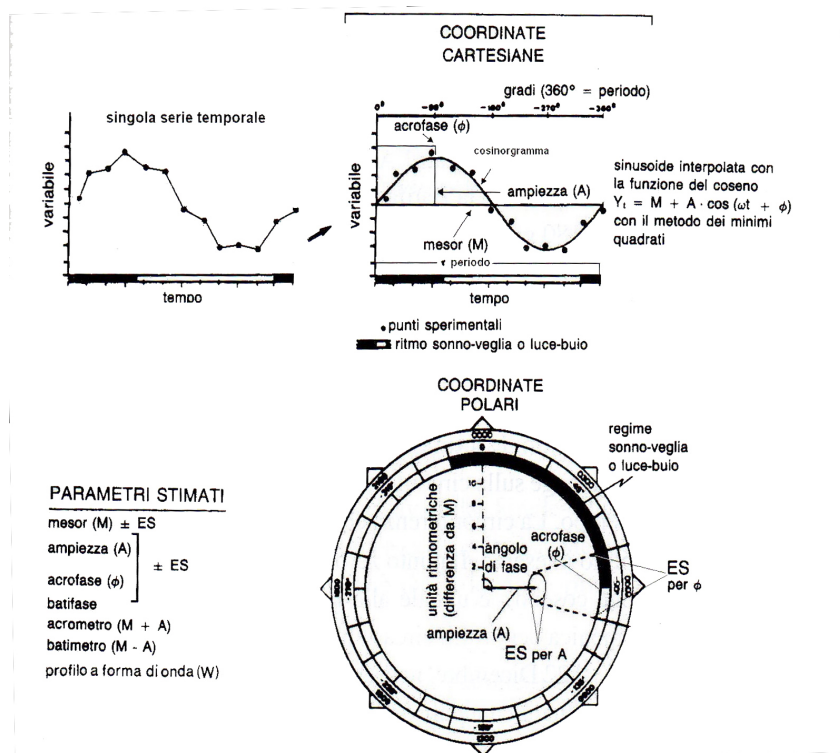 COORDINATE
CARTESIANE
gradi (360° = periodo)
0° -90° -180° -270° -360°
singola serie temporale
acrofase (ϕ)
cosinorgramma
variabile
variabile
ampiezza (A)
mesor (M)
τ periodo
sinusoide interpolata con
la funzione del coseno
Yt = M + A · cos (ωt + ϕ)
con il metodo dei minimi
quadrati
tempo
tempo
punti sperimentali
ritmo sonno-veglia o luce-buio
COORDINATE
POLARI
regime
sonno-veglia
o luce-buio
PARAMETRI STIMATI
mesor (M) ± ES
ampiezza (A)
± ES
acrofase (ϕ)
batifase
acrometro (M + A)
batimetro (M - A)
profilo a forma di onda (W)
unità ritmometriche
(differenza da M)
angolo
di fase
acrofase
(ϕ)
ES
per ϕ
ampiezza (A)
ES per A